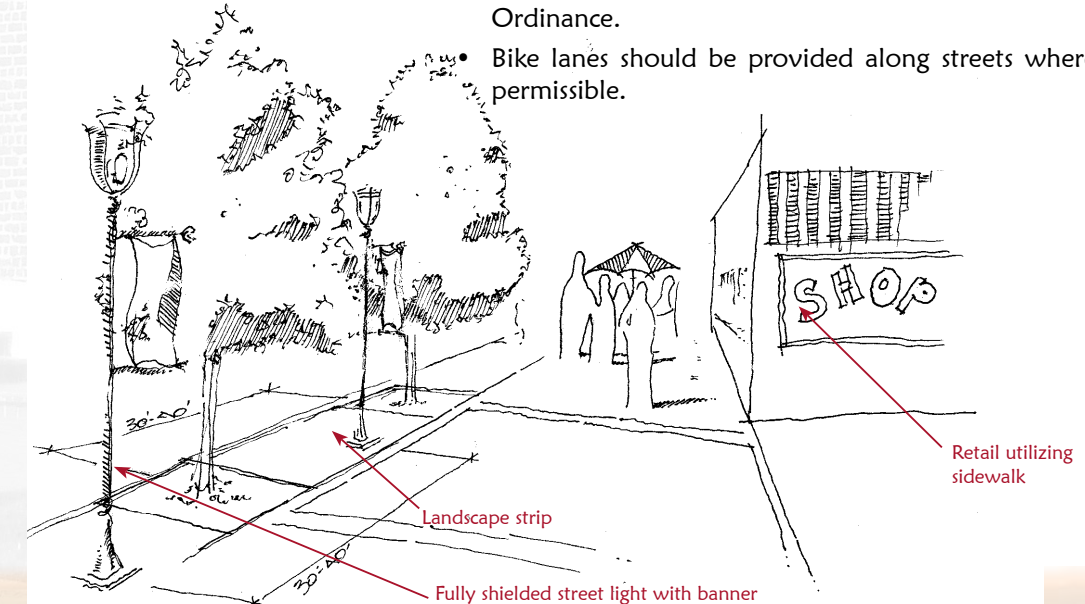 Ordinance.
• Bike lanes should be provided along streets where
permissible.
SHOP
30'-40'
Retail utilizing
sidewalk
Landscape strip
30'-40'
Fully shielded street light with banner